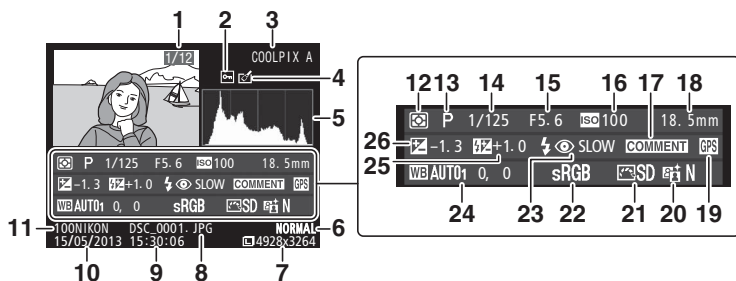 1 2 3
1/12 COOLPIX A
4
5
P 1/125 F5.6 ISO 100 18.5mm
-1.3 +1.0 SLOW COMMENT GPS
WB AUTO1 0, 0 sRGB SD N
100NIKON DSC_0001.JPG NORMAL
15/05/2013 15:30:06 L 4928x3264
11 6
10 9 8 7
12 13 14 15 16 17 18
P 1/125 F5.6 ISO 100 18.5mm
26 -1.3 +1.0 SLOW COMMENT GPS
25
WB AUTO1 0, 0 sRGB SD N
24 23 22 21 20 19